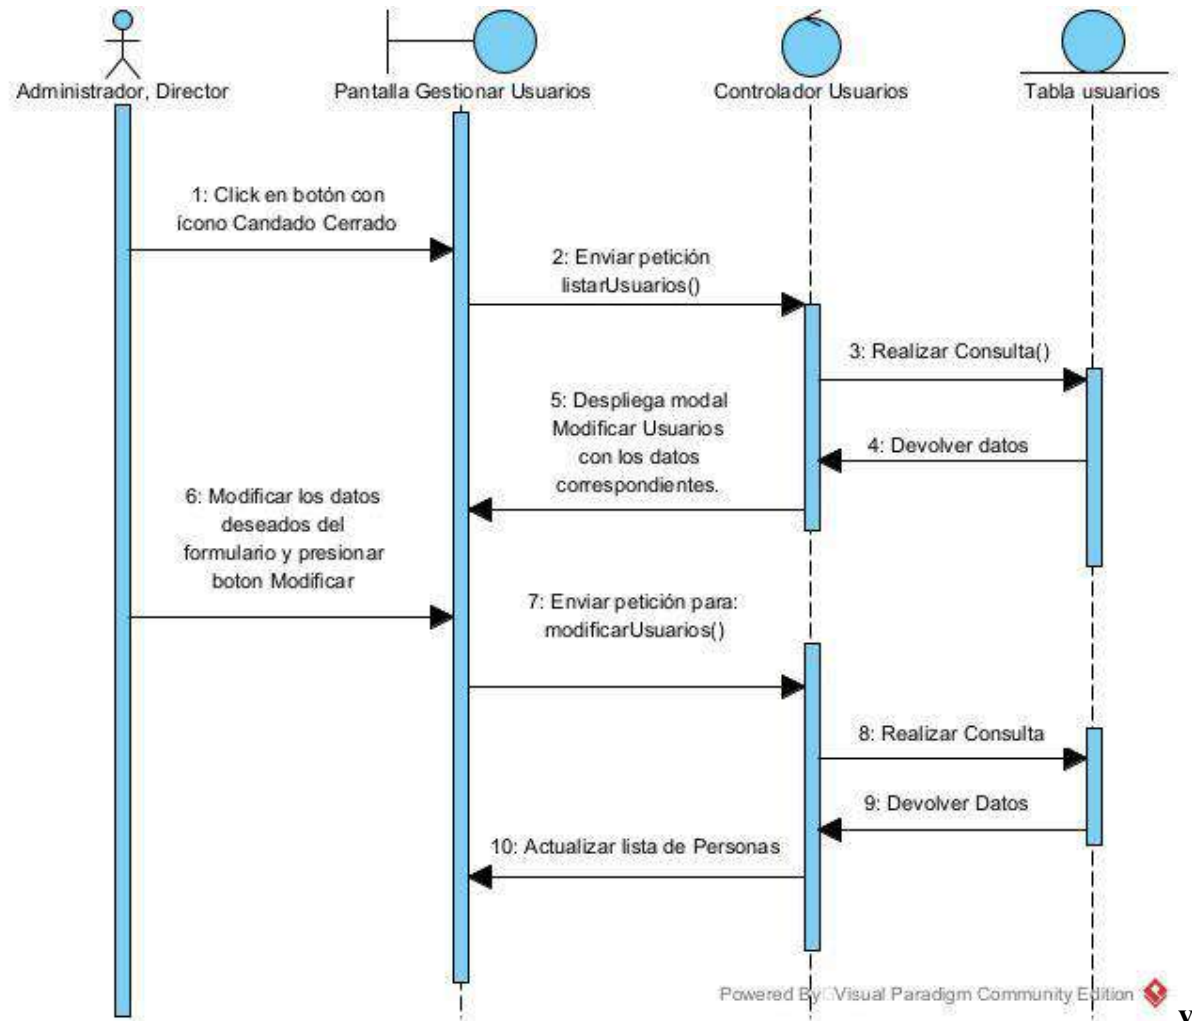 Administrador, Director
Pantalla Gestionar Usuarios
Controlador Usuarios
Tabla usuarios
1: Click en botón con
ícono Candado Cerrado
2: Enviar petición
listarUsuarios()
3: Realizar Consulta()
4: Devolver datos
5: Despliega modal
Modificar Usuarios
con los datos
correspondientes.
6: Modificar los datos
deseados del
formulario y presionar
boton Modificar
7: Enviar petición para:
modificarUsuarios()
8: Realizar Consulta
9: Devolver Datos
10: Actualizar lista de Personas
Powered By Visual Paradigm Community Edition